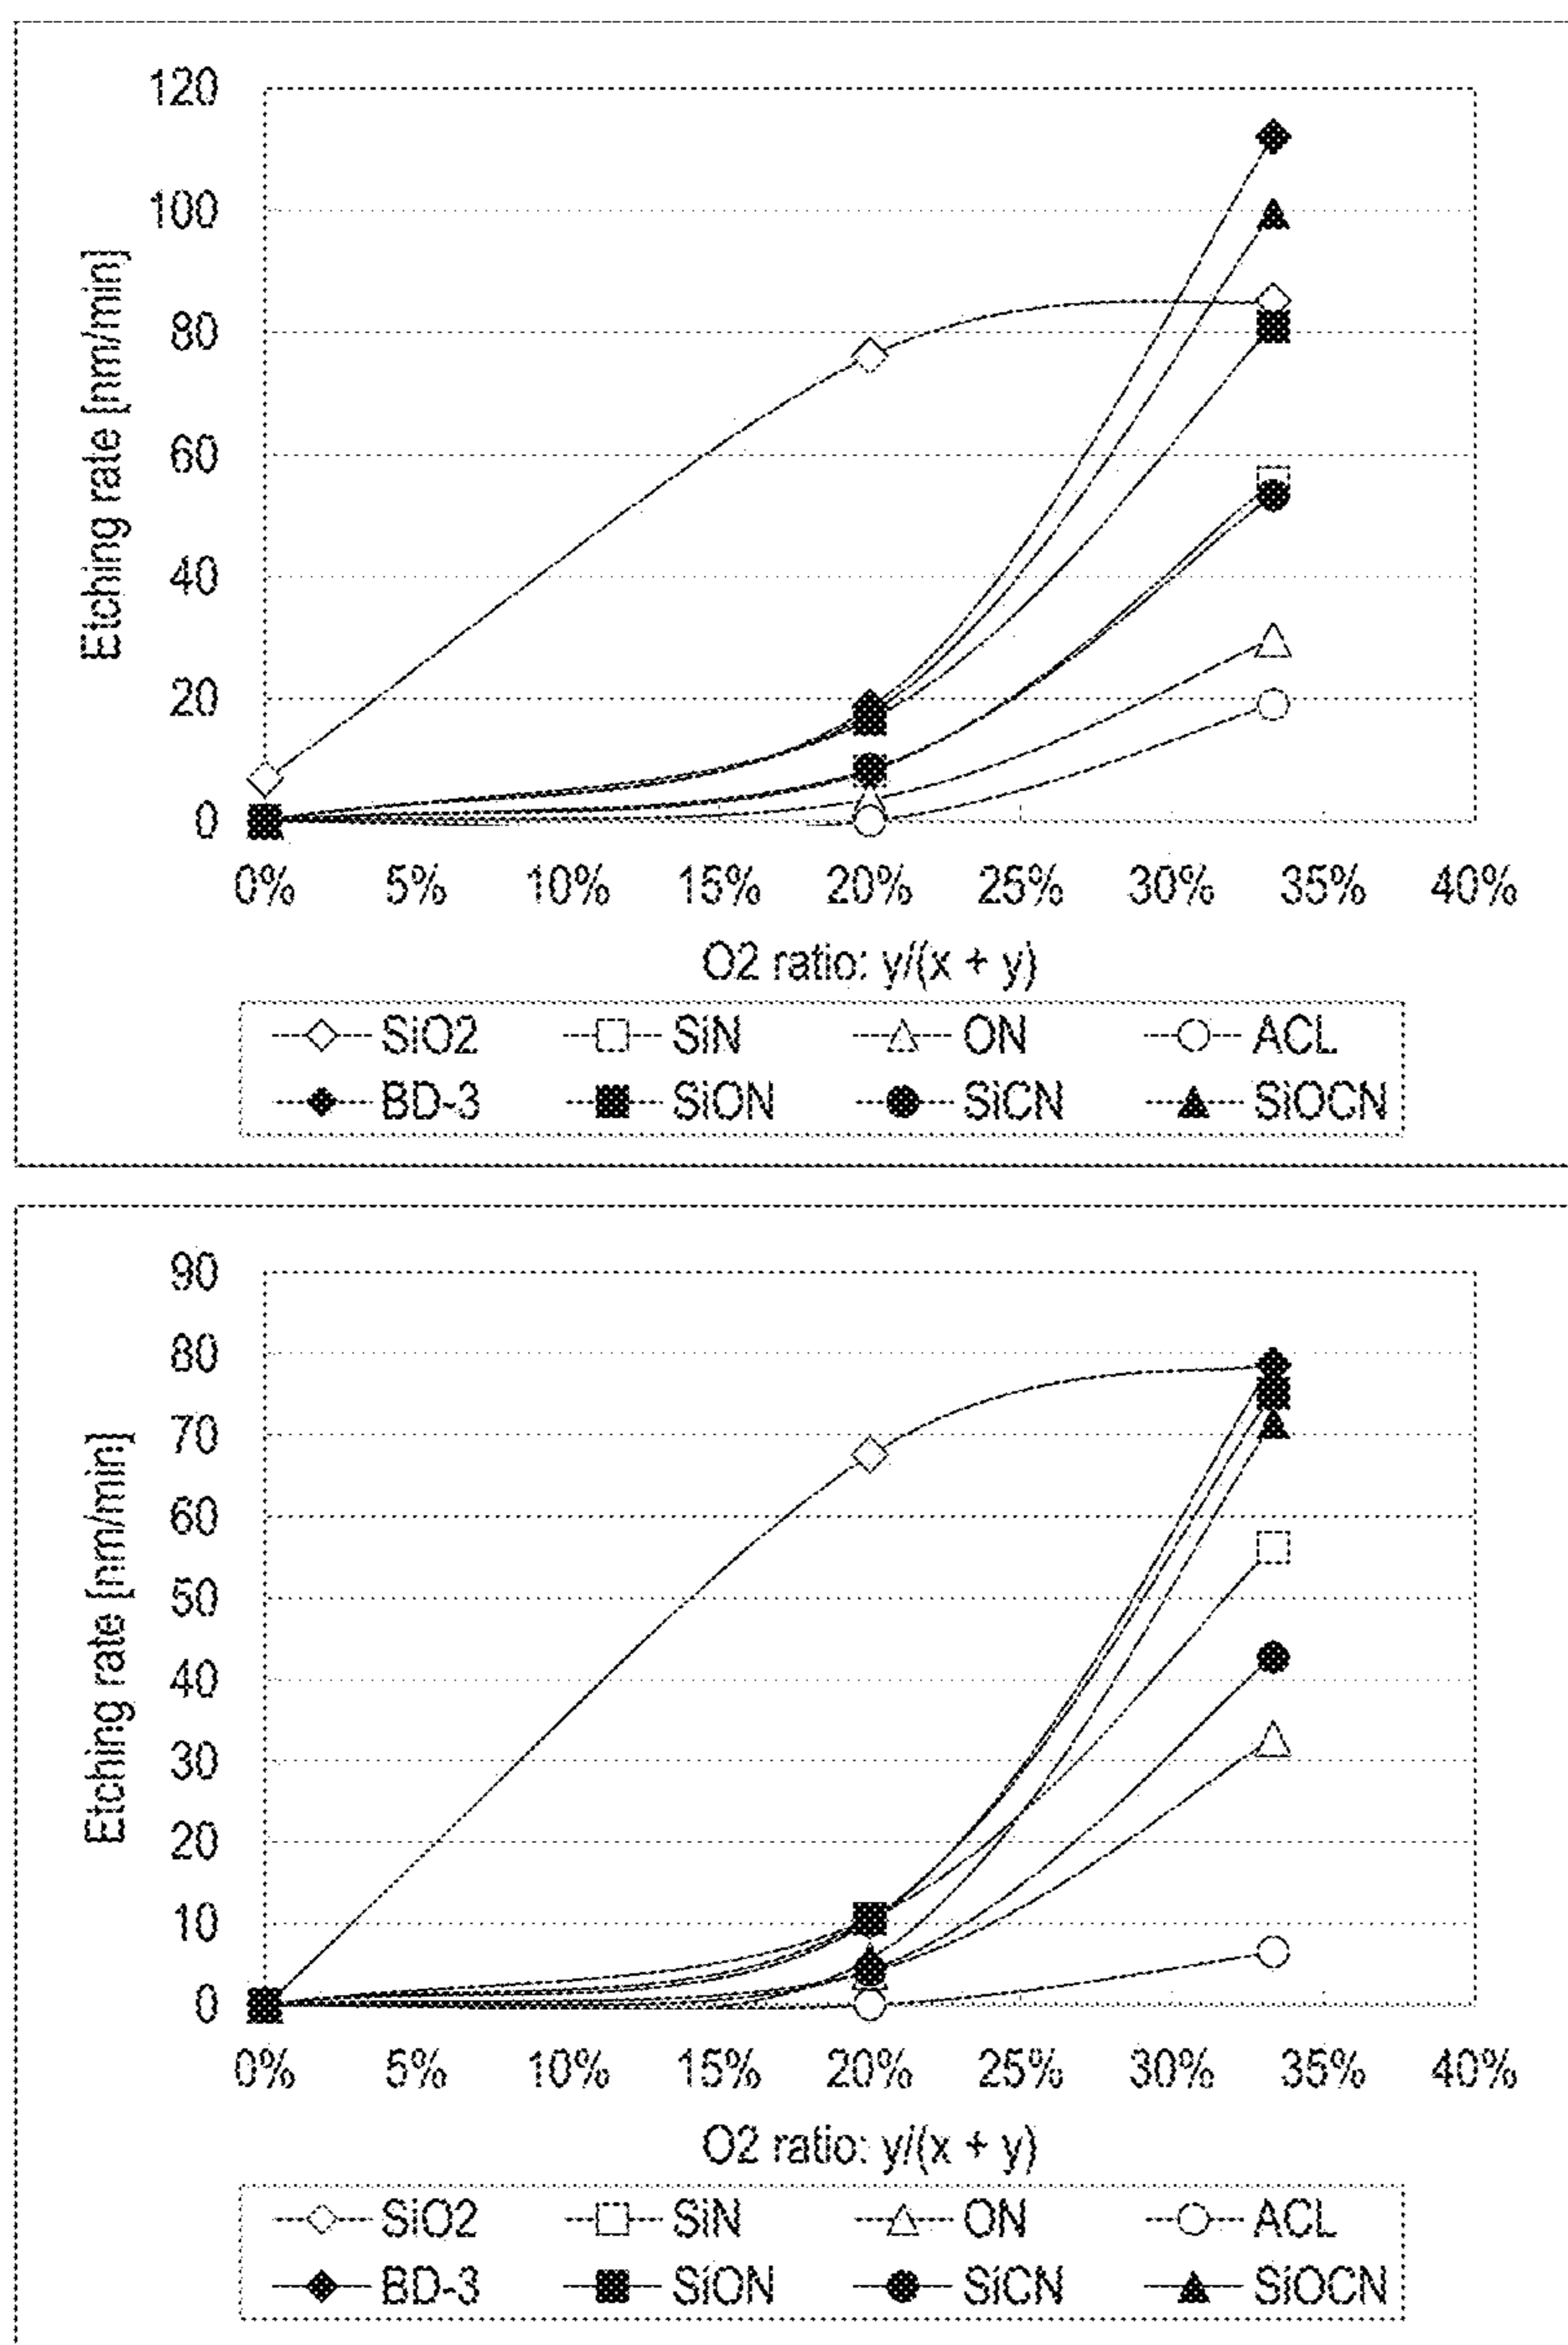 120
100
80
60
40
20
0
Etching rate [nm/min]
0% 5% 10% 15% 20% 25% 30% 35% 40%
O2 ratio: y/(x + y)
SiO2 SiN ON ACL
BD-3 SiON SiCN SiOCN
90
80
70
60
50
40
30
20
10
0
Etching rate [nm/min]
0% 5% 10% 15% 20% 25% 30% 35% 40%
O2 ratio: y/(x + y)
SiO2 SiN ON ACL
BD-3 SiON SiCN SiOCN